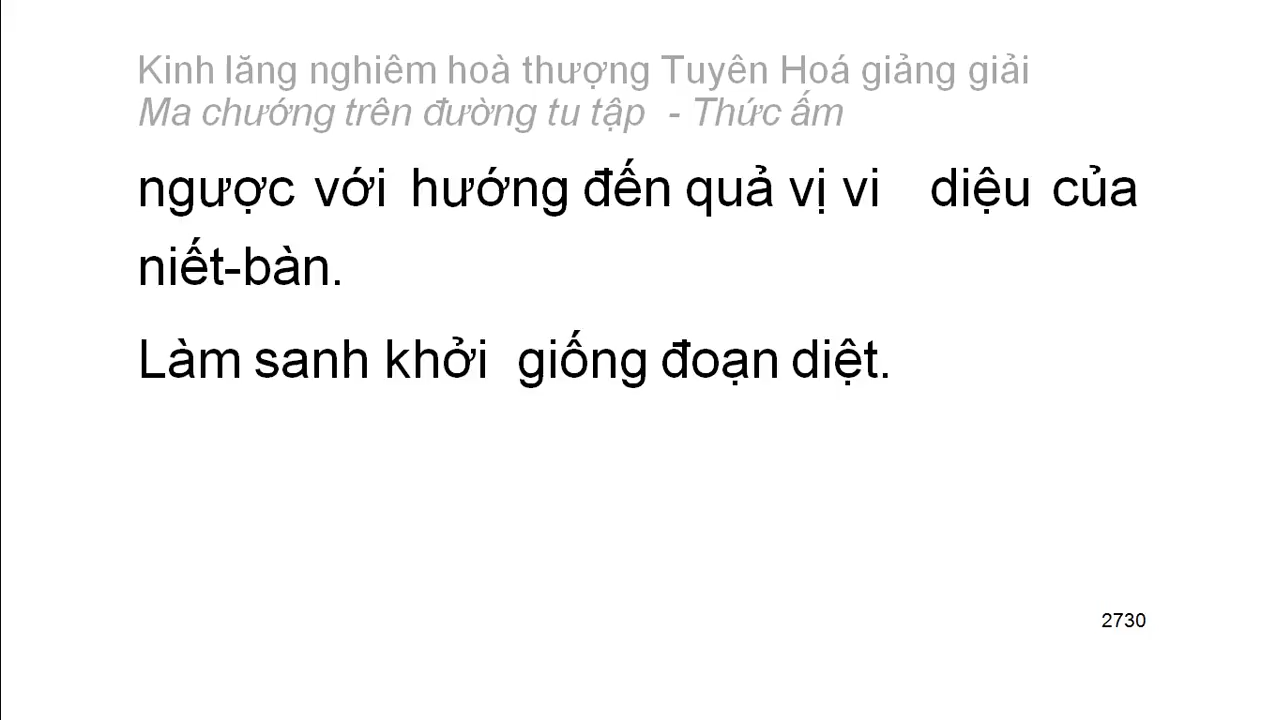 Kinh lăng nghiêm hoà thượng Tuyên Hoá giảng giải
Ma chướng trên đường tu tập - Thức ấm
ngược với hướng đến quả vị vi diệu của
niết-bàn.
Làm sanh khởi giống đoạn diệt.
2730